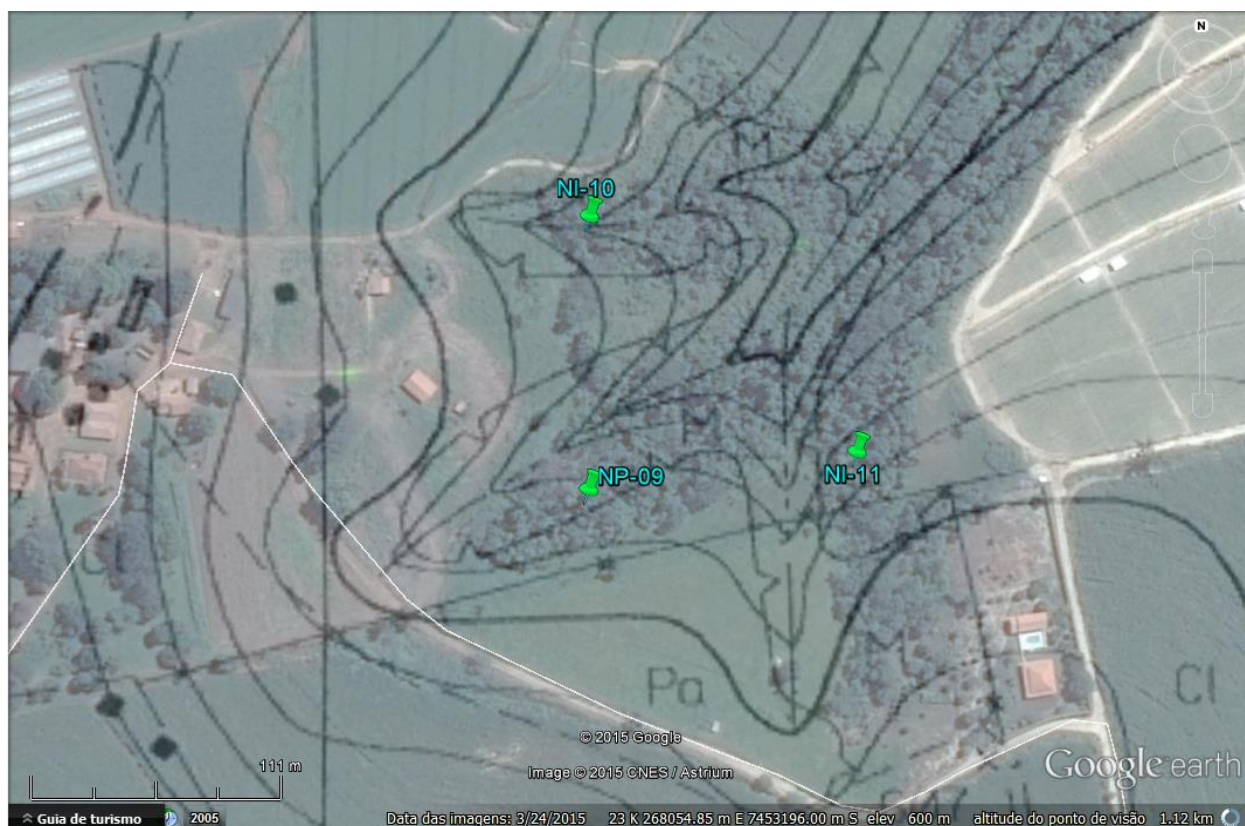 N
M
NI-10
M
NP-09
NI-11
Pa
Cl
© 2015 Google
Image © 2015 CNES / Astrium
Google earth
111 m
Guia de turismo
2005
Data das imagens: 3/24/2015 23 K 268054.85 m E 7453196.00 m S elev 600 m altitude do ponto de visão 1.12 km